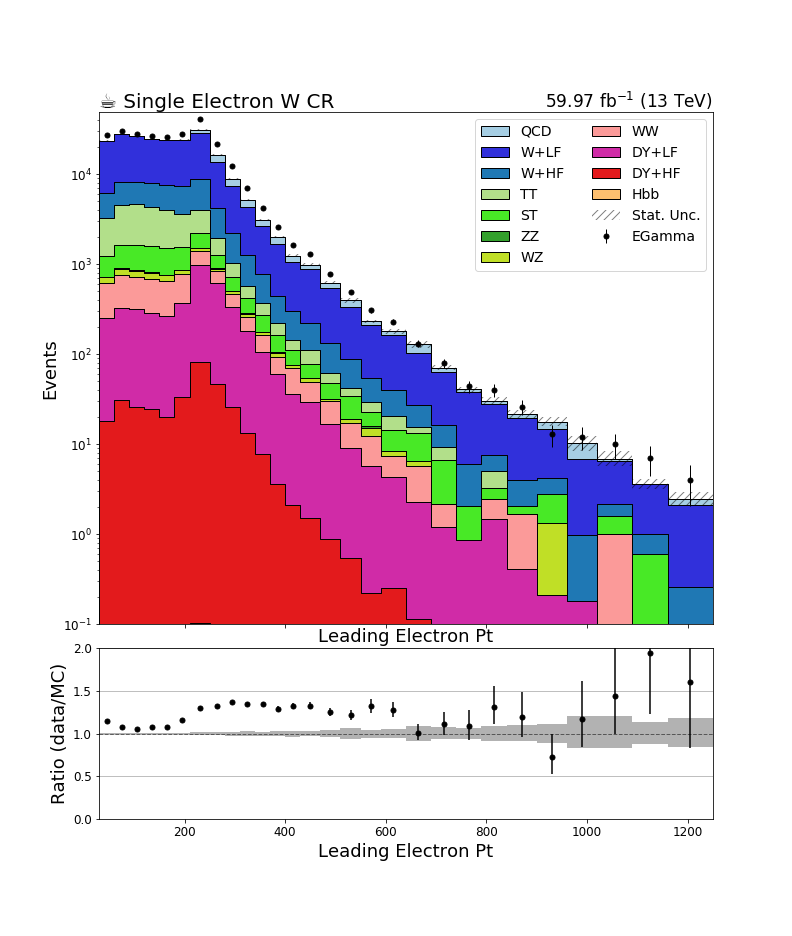 ☕ Single Electron W CR
59.97 fb⁻¹ (13 TeV)
QCD
W+LF
W+HF
TT
ST
ZZ
WZ
WW
DY+LF
DY+HF
Hbb
Stat. Unc.
EGamma
Events
10⁴
10³
10²
10¹
10⁰
10⁻¹
Leading Electron Pt
Ratio (data/MC)
2.0
1.5
1.0
0.5
0.0
200 400 600 800 1000 1200
Leading Electron Pt